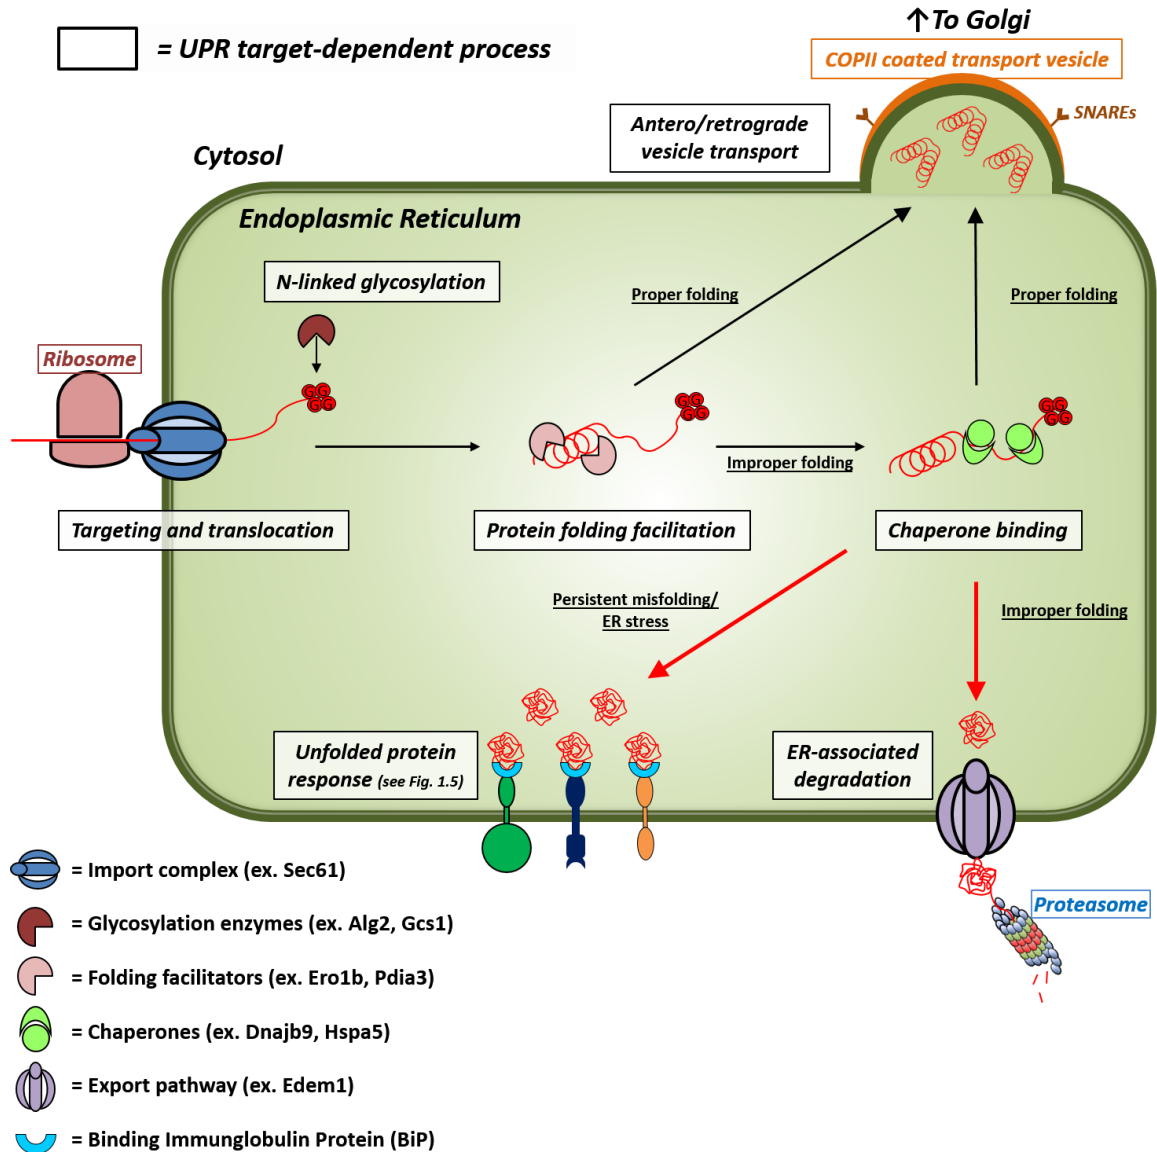 ↑To Golgi
= UPR target-dependent process
COPII coated transport vesicle
SNAREs
Antero/retrograde
vesicle transport
Cytosol
Endoplasmic Reticulum
N-linked glycosylation
Proper folding
Proper folding
Ribosome
G G
G G
G G
G G
G G
G G
Improper folding
Targeting and translocation
Protein folding facilitation
Chaperone binding
Persistent misfolding/
ER stress
Improper folding
Unfolded protein
response (see Fig. 1.5)
ER-associated
degradation
Proteasome
= Import complex (ex. Sec61)
= Glycosylation enzymes (ex. Alg2, Gcs1)
= Folding facilitators (ex. Ero1b, Pdia3)
= Chaperones (ex. Dnajb9, Hspa5)
= Export pathway (ex. Edem1)
= Binding Immunglobulin Protein (BiP)